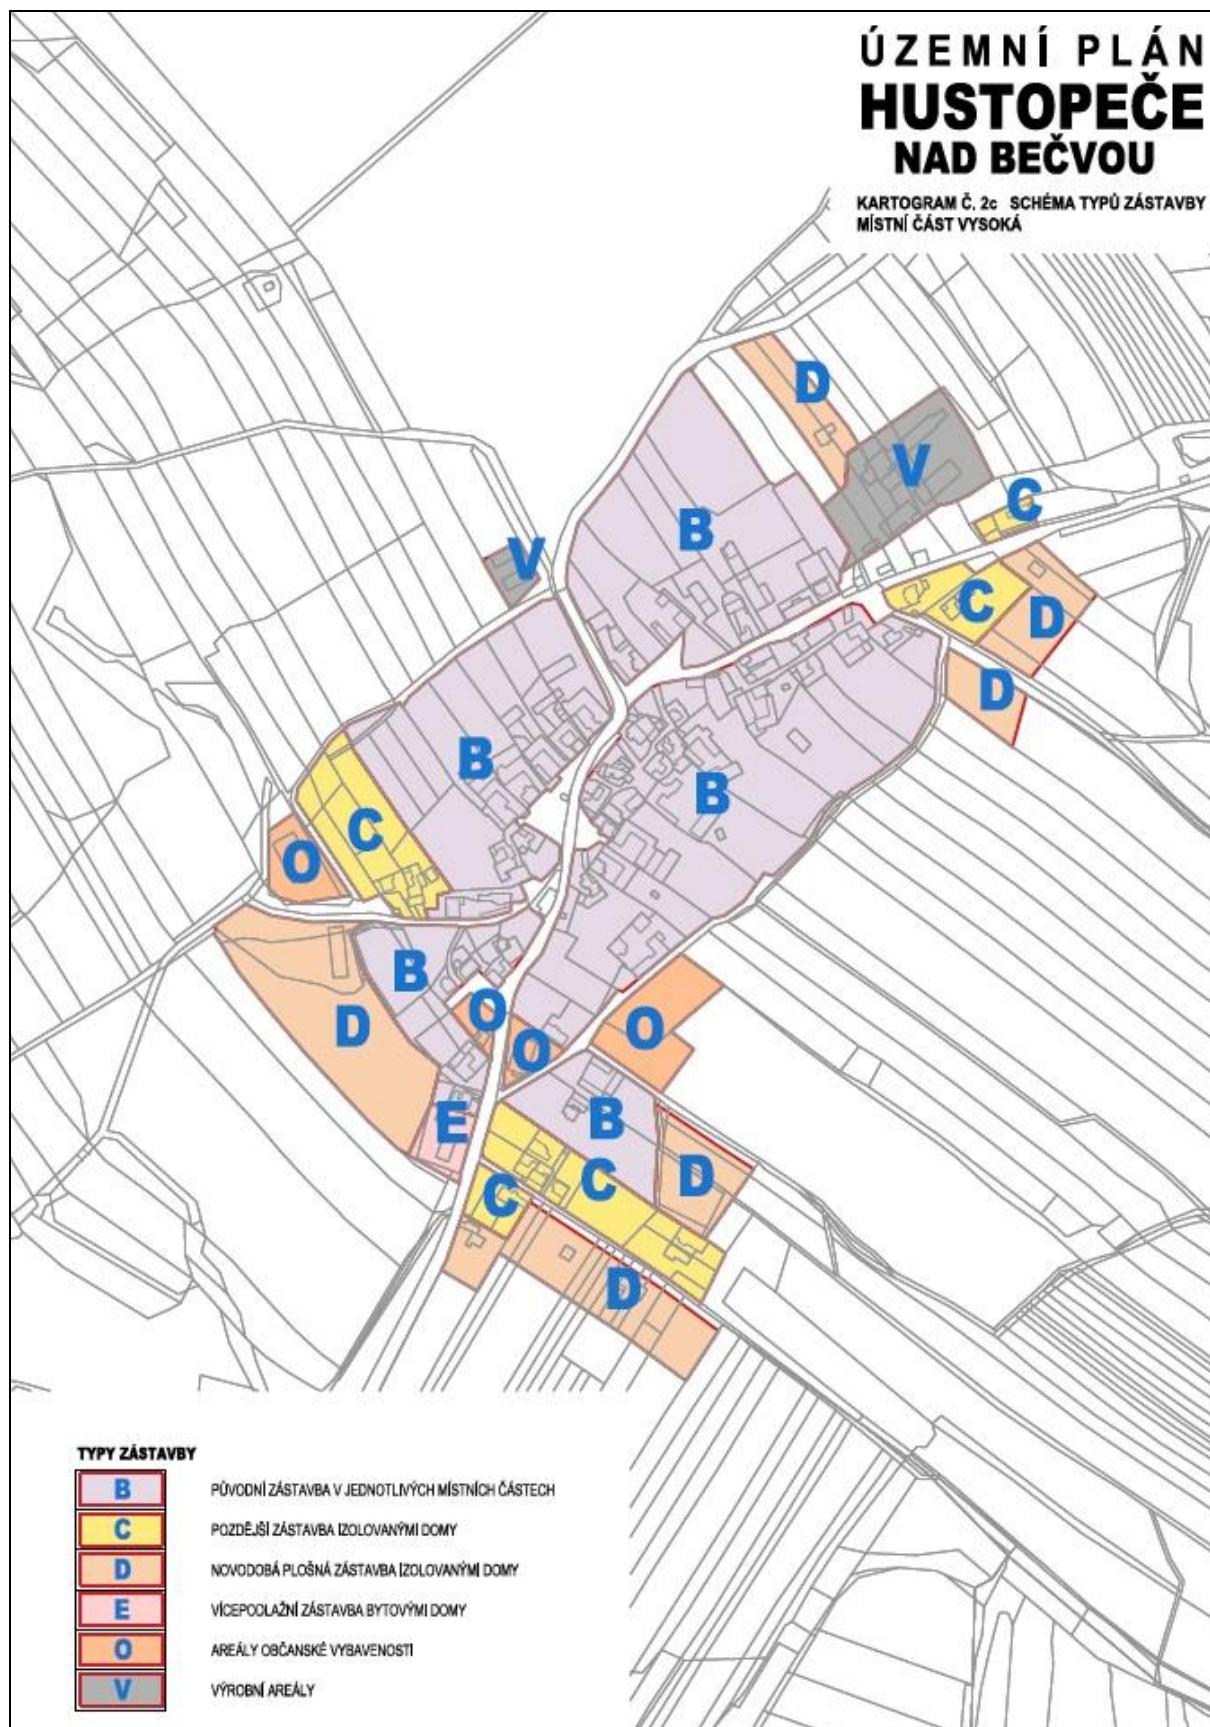 ÚZEMNÍ PLÁN
HUSTOPEČE
NAD BEČVOU
KARTOGRAM Č. 2c SCHÉMA TYPŮ ZÁSTAVBY
MÍSTNÍ ČÁST VYSOKÁ
D
V
C
B
V
C
D
D
B
B
C
O
B
O
D
O
O
E
B
C
D
C
D
TYPY ZÁSTAVBY
B PŮVODNÍ ZÁSTAVBA V JEDNOTLIVÝCH MÍSTNÍCH ČÁSTECH
C POZDĚJŠÍ ZÁSTAVBA IZOLOVANÝMI DOMY
D NOVODOBÁ PLOŠNÁ ZÁSTAVBA IZOLOVANÝMI DOMY
E VÍCEPODLAŽNÍ ZÁSTAVBA BYTOVÝMI DOMY
O AREÁLY OBČANSKÉ VYBAVENOSTI
V VÝROBNÍ AREÁLY